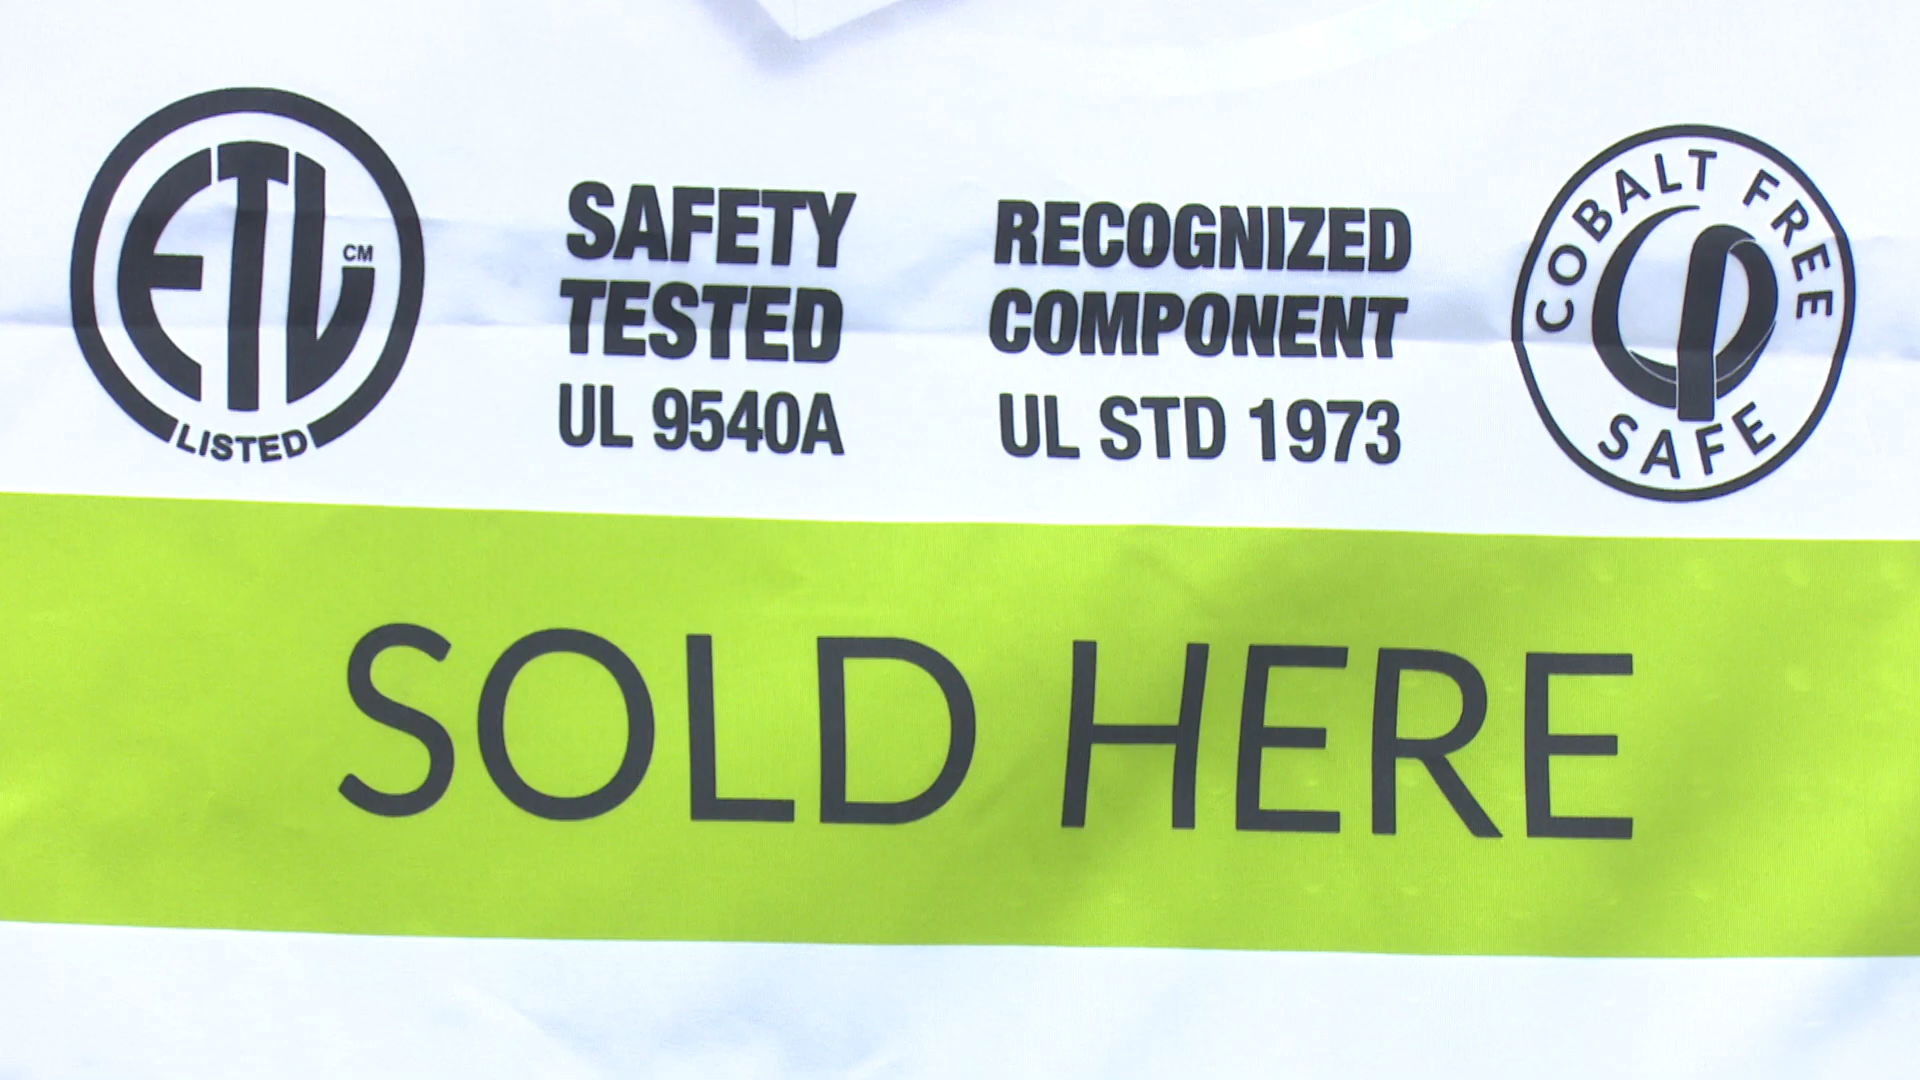 ETL
CM
LISTED
SAFETY
TESTED
UL 9540A
RECOGNIZED
COMPONENT
UL STD 1973
COBALT FREE
SAFE
SOLD HERE